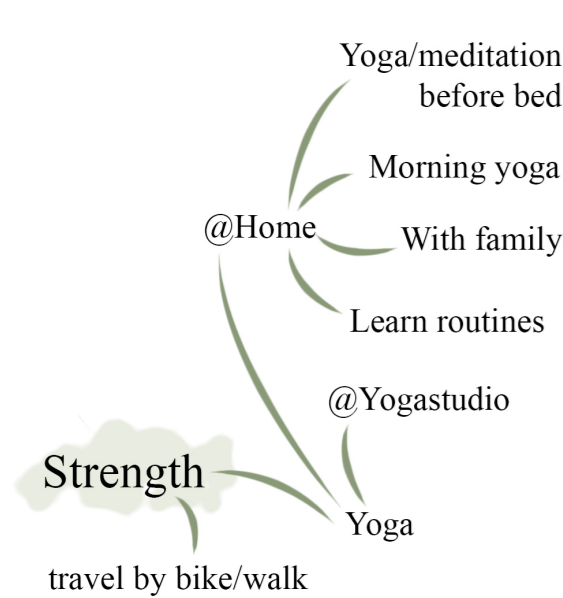 Yoga/meditation
before bed
Morning yoga
@Home
With family
Learn routines
@Yogastudio
Strength
Yoga
travel by bike/walk